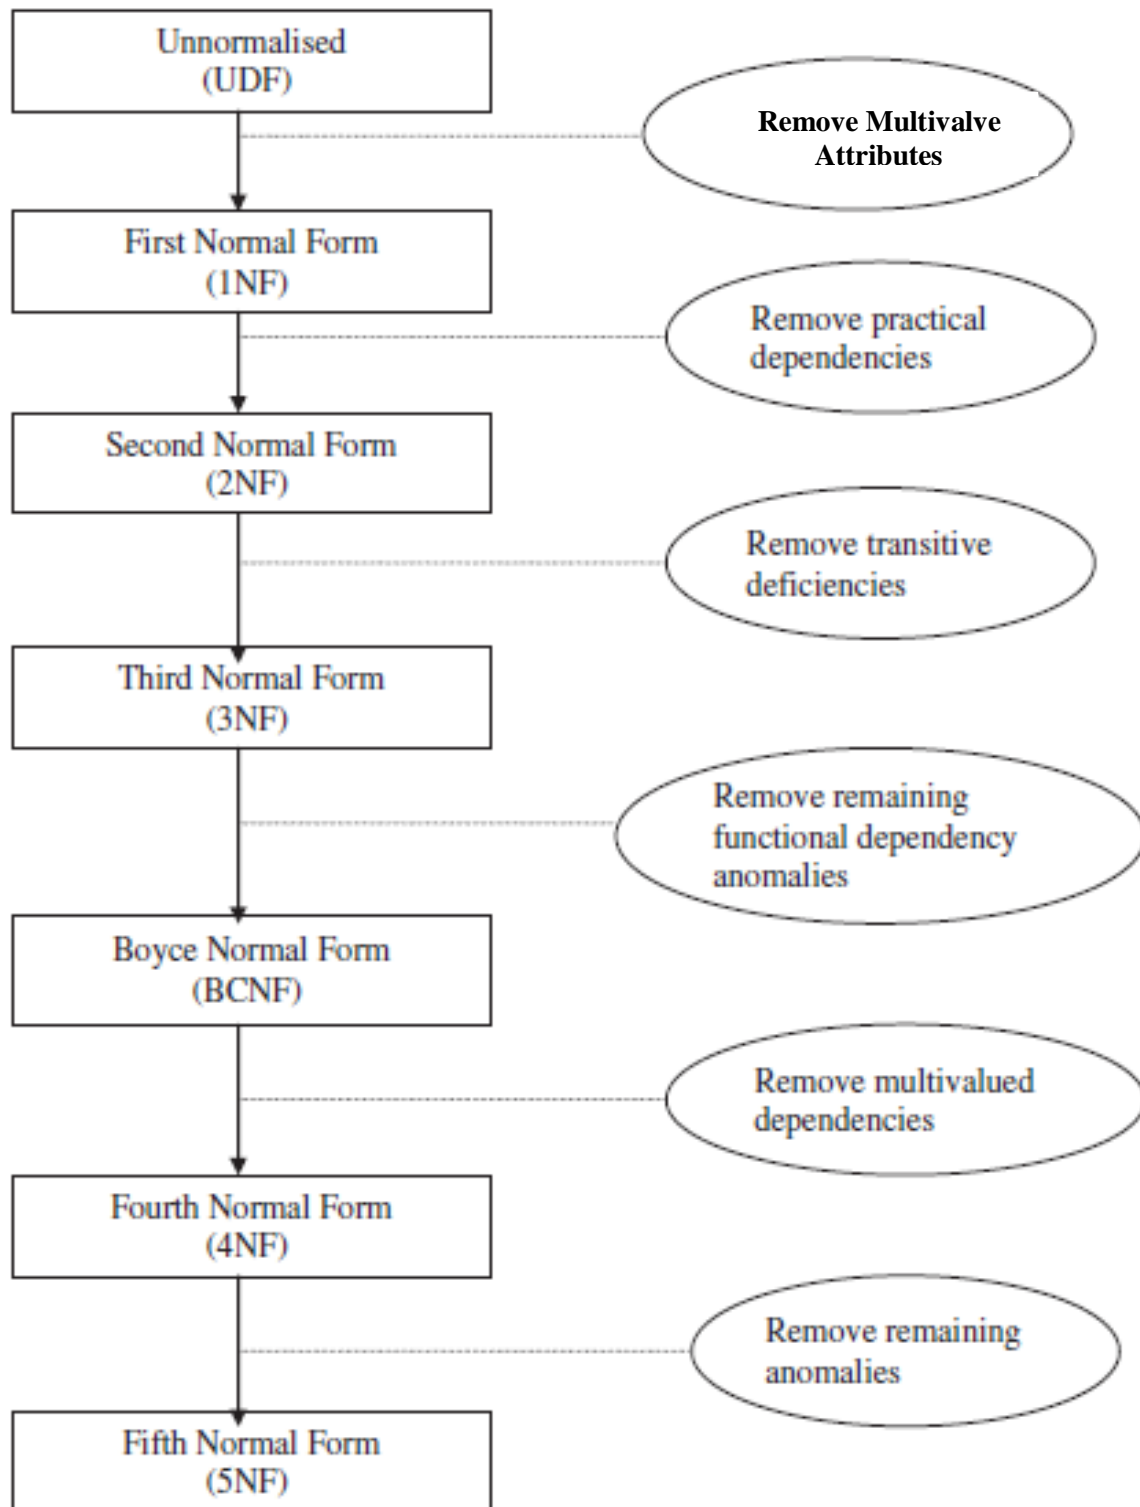 Unnormalised
(UDF)
Remove Multivalve
Attributes
First Normal Form
(1NF)
Remove practical
dependencies
Second Normal Form
(2NF)
Remove transitive
deficiencies
Third Normal Form
(3NF)
Remove remaining
functional dependency
anomalies
Boyce Normal Form
(BCNF)
Remove multivalued
dependencies
Fourth Normal Form
(4NF)
Remove remaining
anomalies
Fifth Normal Form
(5NF)